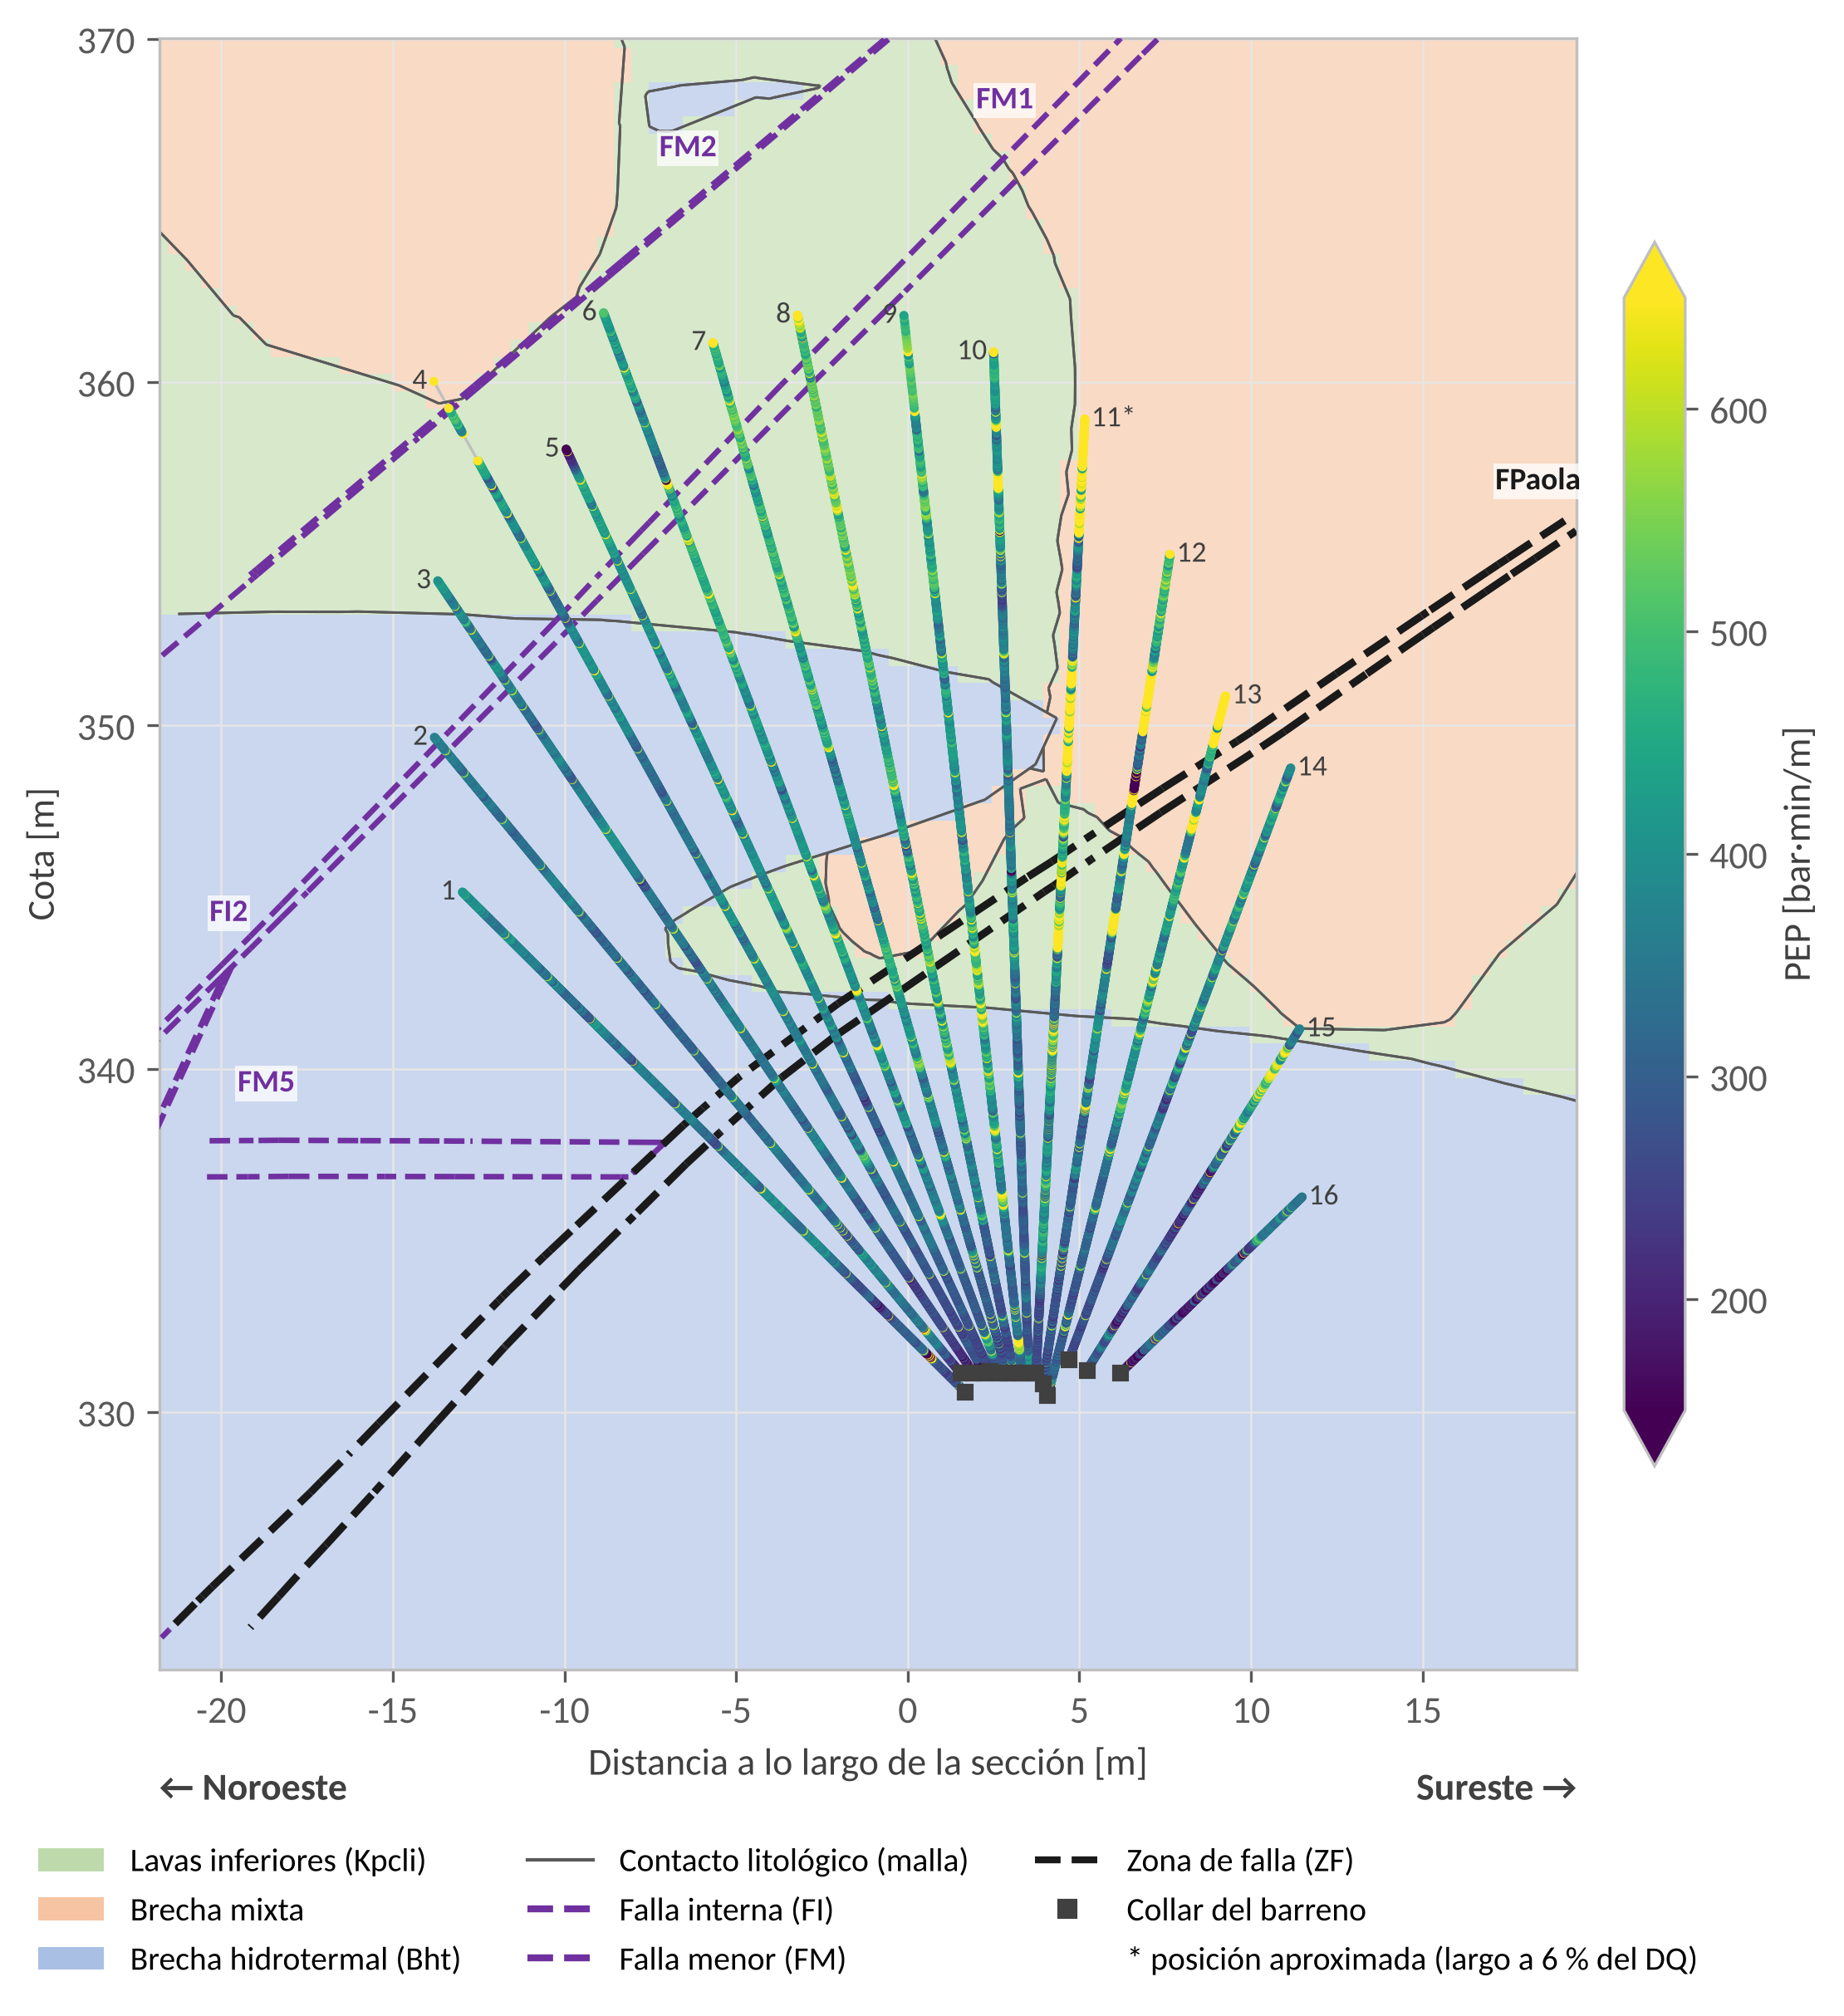 370
360
350
340
330
Cota [m]
FM1
FM2
FPaola
FI2
FM5
6
7
8
9
10
4
11*
5
12
3
13
2
14
1
15
16
600
500
400
300
200
PEP [bar·min/m]
-20 -15 -10 -5 0 5 10 15
Distancia a lo largo de la sección [m]
← Noroeste
Sureste →
Lavas inferiores (Kpcli)
Brecha mixta
Brecha hidrotermal (Bht)
Contacto litológico (malla)
Falla interna (FI)
Falla menor (FM)
Zona de falla (ZF)
Collar del barreno
* posición aproximada (largo a 6 % del DQ)